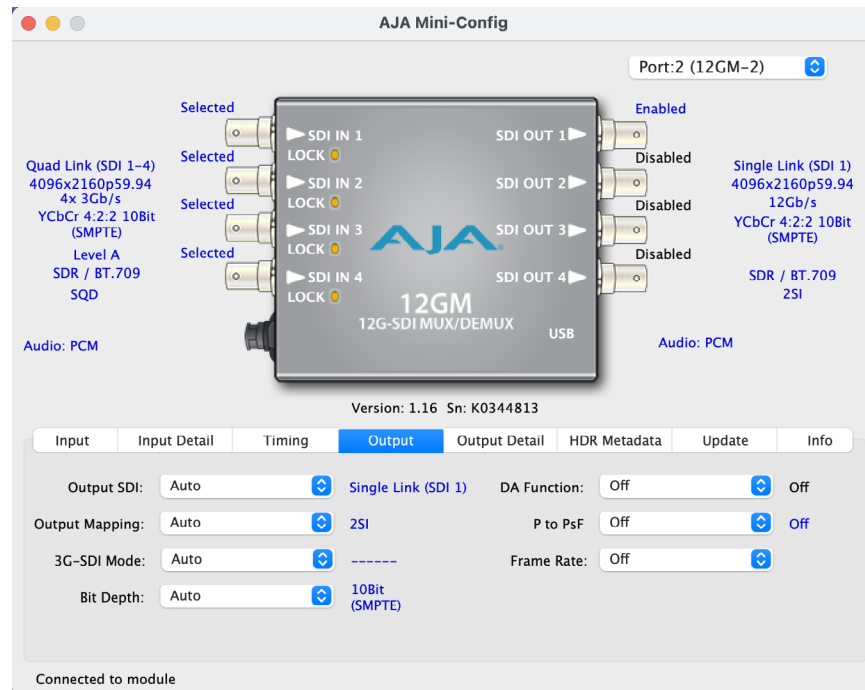 AJA Mini-Config
Port:2 (12GM-2)
Selected
Selected
Selected
Selected
Quad Link (SDI 1-4)
4096x2160p59.94
4x 3Gb/s
YCbCr 4:2:2 10Bit
(SMPTE)
Level A
SDR / BT.709
SQD
Audio: PCM
SDI IN 1
LOCK
SDI IN 2
LOCK
SDI IN 3
LOCK
SDI IN 4
LOCK
SDI OUT 1
SDI OUT 2
SDI OUT 3
SDI OUT 4
AJA
12GM
12G-SDI MUX/DEMUX
USB
Enabled
Disabled
Disabled
Disabled
Single Link (SDI 1)
4096x2160p59.94
12Gb/s
YCbCr 4:2:2 10Bit
(SMPTE)
SDR / BT.709
2SI
Audio: PCM
Version: 1.16 Sn: K0344813
Input Input Detail Timing Output Output Detail HDR Metadata Update Info
Output SDI: Auto Single Link (SDI 1) DA Function: Off Off
Output Mapping: Auto 2SI P to PsF Off Off
3G-SDI Mode: Auto ------ Frame Rate: Off
Bit Depth: Auto 10Bit
(SMPTE)
Connected to module